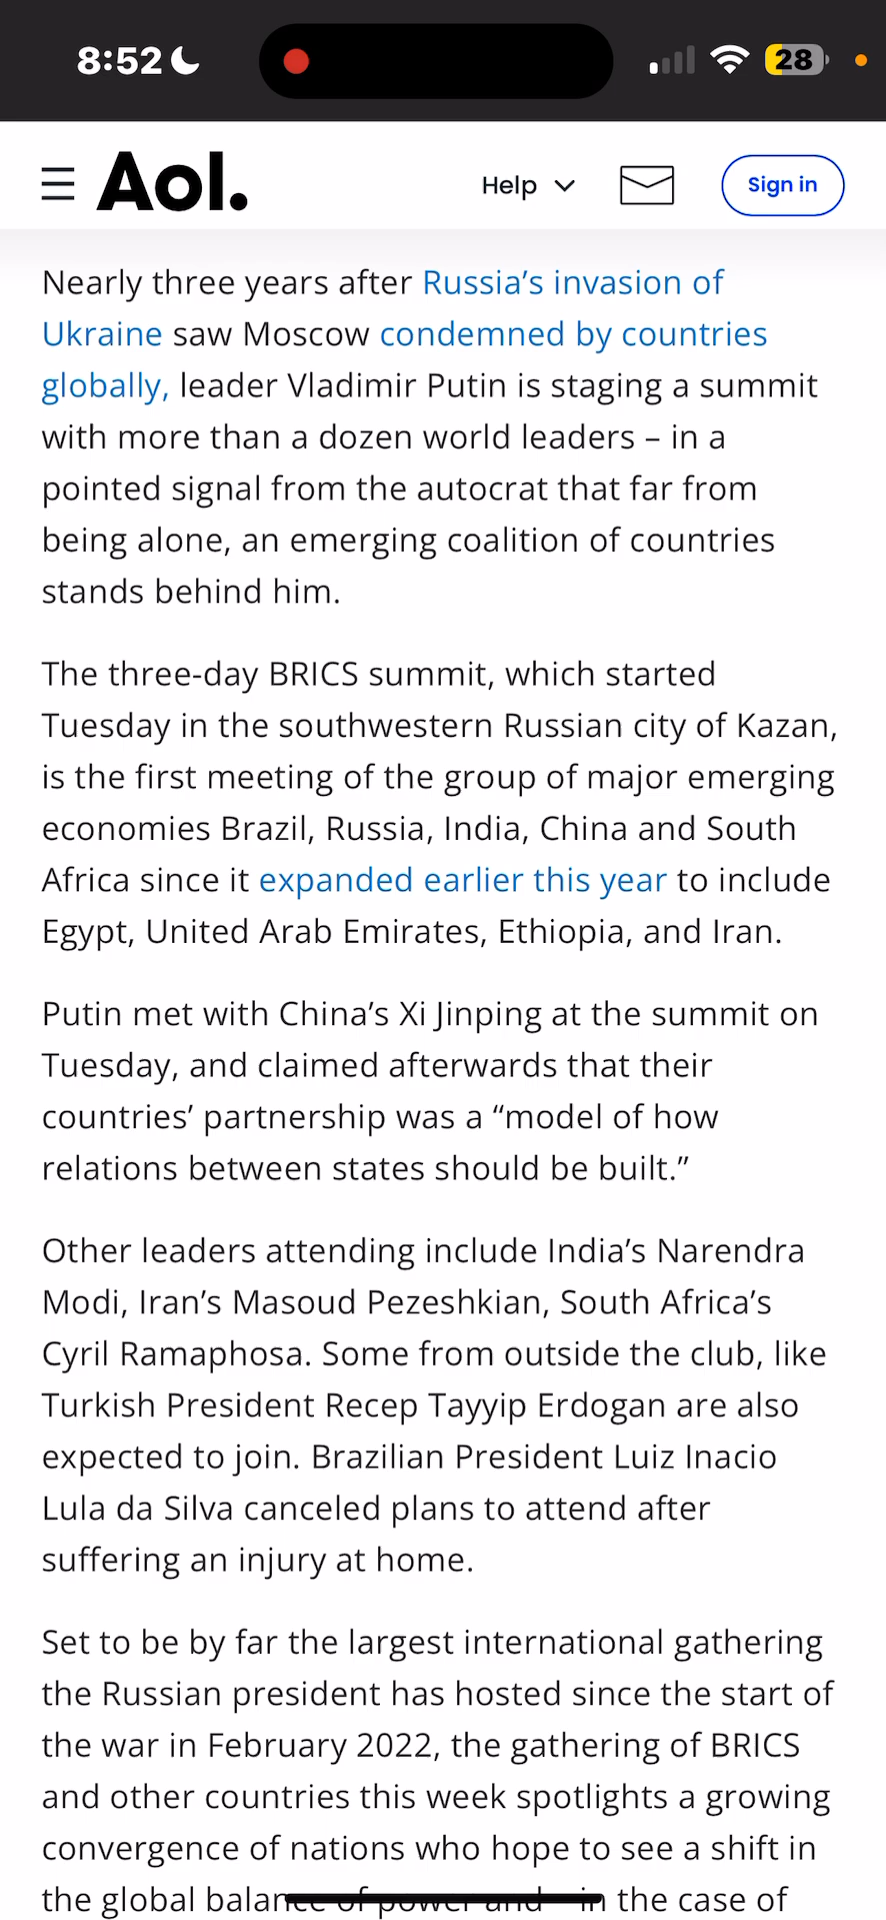 8:52
28
Aol.
Help
Sign in
Nearly three years after Russia’s invasion of
Ukraine saw Moscow condemned by countries
globally, leader Vladimir Putin is staging a summit
with more than a dozen world leaders – in a
pointed signal from the autocrat that far from
being alone, an emerging coalition of countries
stands behind him.
The three-day BRICS summit, which started
Tuesday in the southwestern Russian city of Kazan,
is the first meeting of the group of major emerging
economies Brazil, Russia, India, China and South
Africa since it expanded earlier this year to include
Egypt, United Arab Emirates, Ethiopia, and Iran.
Putin met with China’s Xi Jinping at the summit on
Tuesday, and claimed afterwards that their
countries’ partnership was a “model of how
relations between states should be built.”
Other leaders attending include India’s Narendra
Modi, Iran’s Masoud Pezeshkian, South Africa’s
Cyril Ramaphosa. Some from outside the club, like
Turkish President Recep Tayyip Erdogan are also
expected to join. Brazilian President Luiz Inacio
Lula da Silva canceled plans to attend after
suffering an injury at home.
Set to be by far the largest international gathering
the Russian president has hosted since the start of
the war in February 2022, the gathering of BRICS
and other countries this week spotlights a growing
convergence of nations who hope to see a shift in
the global balance of power and – in the case of